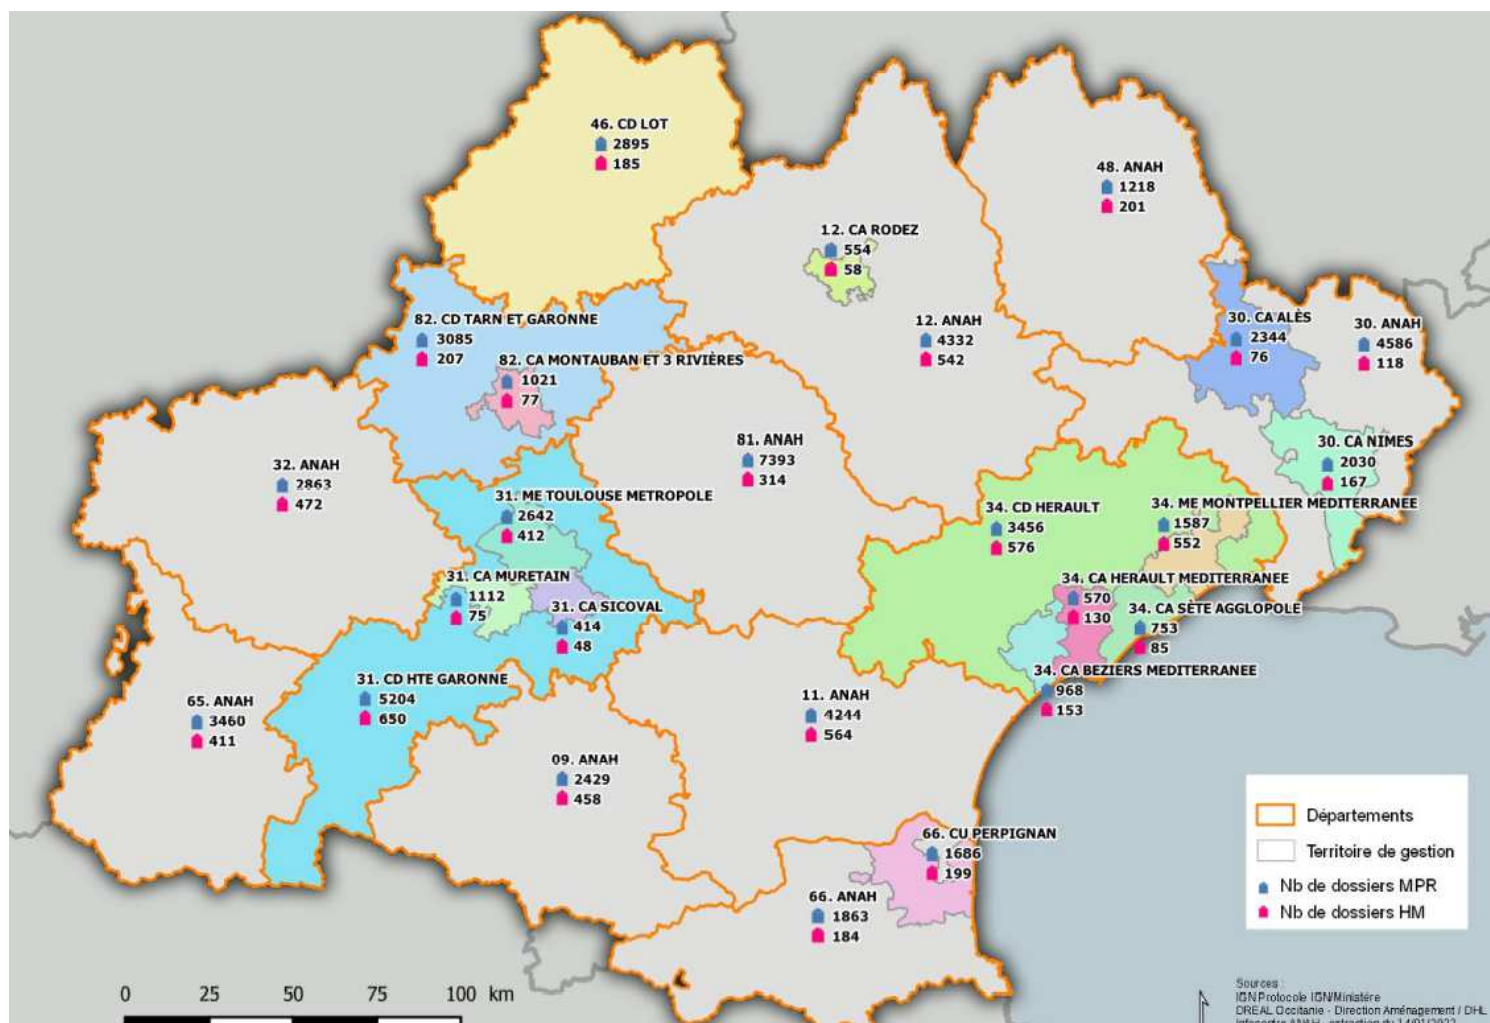 46. CD LOT
2895
185
48. ANAH
1218
201
12. CA RODEZ
554
58
82. CD TARN ET GARONNE
3085
207
12. ANAH
4332
542
30. CA ALÈS
2344
76
30. ANAH
4586
118
82. CA MONTAUBAN ET 3 RIVIÈRES
1021
77
81. ANAH
7393
314
30. CA NIMES
2030
167
32. ANAH
2863
472
31. ME TOULOUSE METROPOLE
2642
412
34. CD HERAULT
3456
576
34. ME MONTPELLIER MEDITERRANEE
1587
552
31. CA MURETAIN
1112
75
31. CA SICOVAL
414
48
34. CA HERAULT MEDITERRANEE
570
130
34. CA SÈTE AGGLOPOLE
753
85
34. CA BEZIERS MEDITERRANEE
968
153
31. CD HTE GARONNE
5204
650
65. ANAH
3460
411
11. ANAH
4244
564
09. ANAH
2429
458
66. CU PERPIGNAN
1686
199
66. ANAH
1863
184
Départements
Territoire de gestion
Nb de dossiers MPR
Nb de dossiers HM
0 25 50 75 100 km
Sources :
IGN Protocole IGN/Ministère
DREAL Occitanie - Direction Aménagement / DHL
Infocentre ANAH - extraction du 14/01/2022